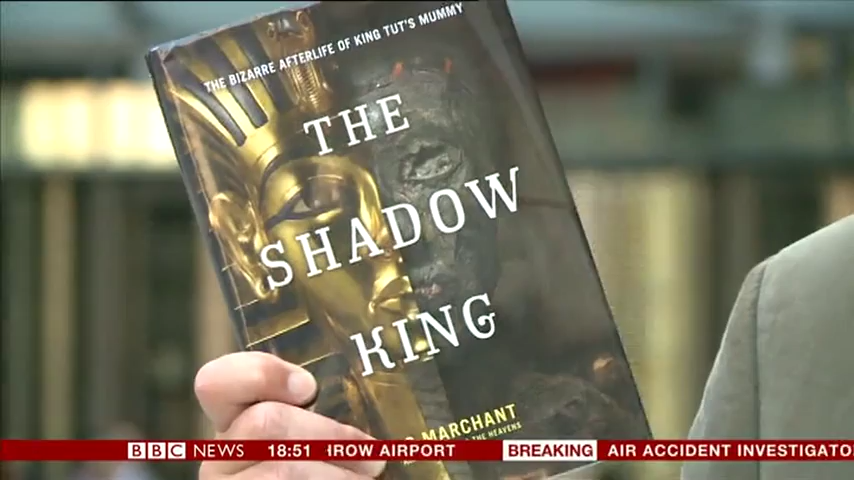 THE BIZARRE AFTERLIFE OF KING TUT'S MUMMY
THE
SHADOW
KING
MARCHANT
THE HEAVENS
BBC NEWS 18:51 ROW AIRPORT BREAKING AIR ACCIDENT INVESTIGATO